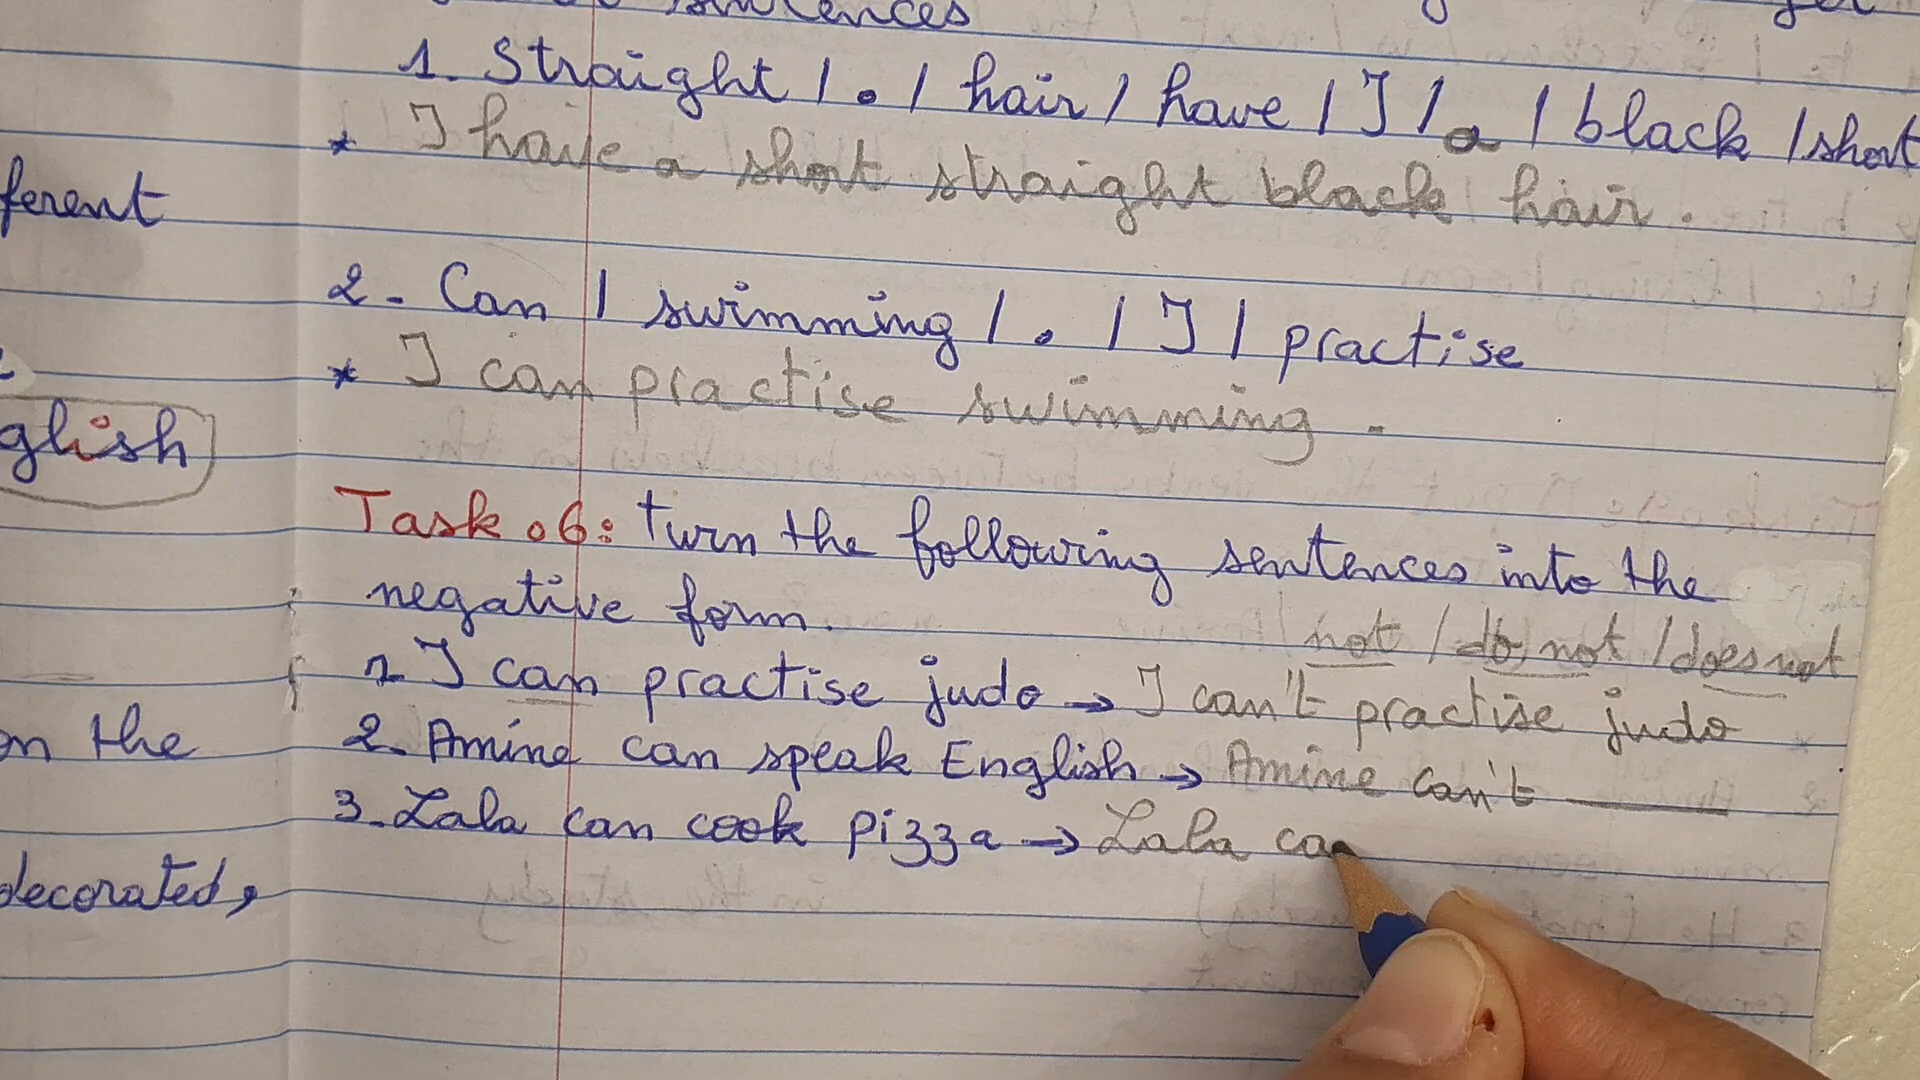 sentences
1. Straight / . / hair / have / I / a / black / short
* I have a short straight black hair.
ferent
2 - Can / swimming / . / I / practise
* I can practise swimming.
glish
Task 06: Turn the following sentences into the
negative form.
not / do not / does not
1. I can practise judo → I can't practise judo
on the
2. Amine can speak English → Amine can't ———
3. Lala can cook pizza → Lala ca
decorated,